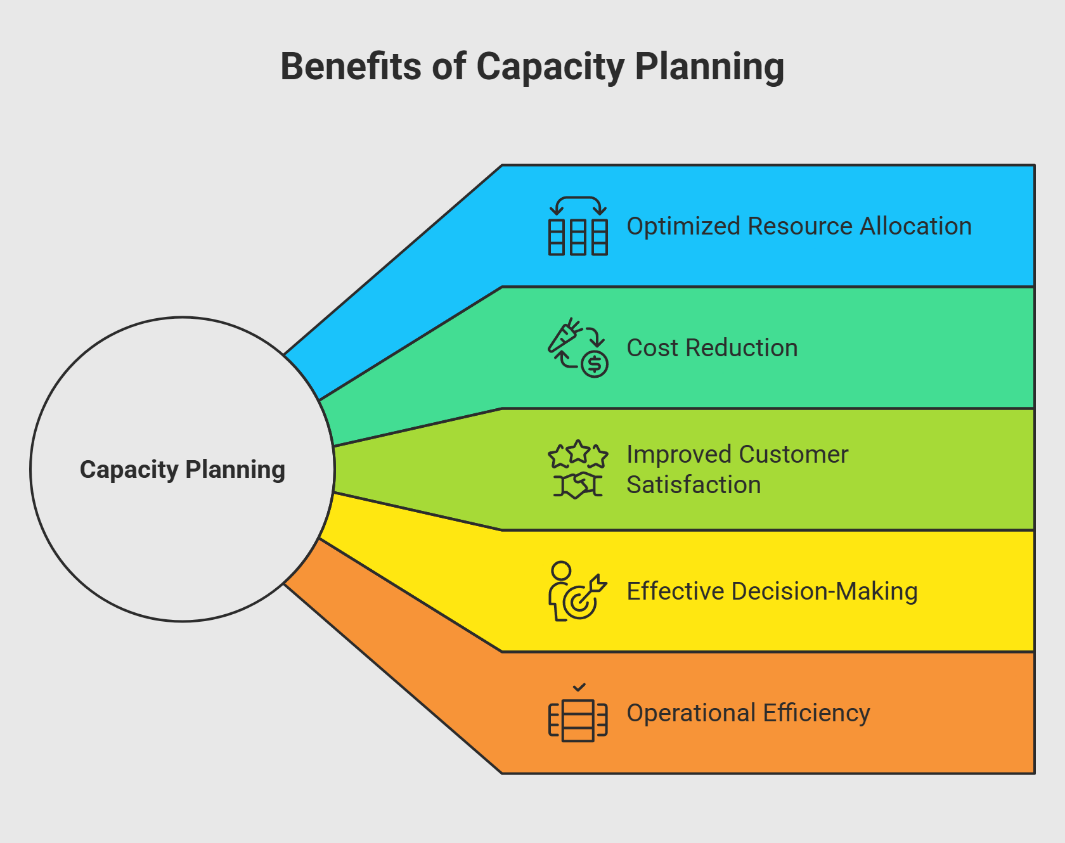 Benefits of Capacity Planning
Optimized Resource Allocation
Cost Reduction
Improved Customer
Satisfaction
Capacity Planning
Effective Decision-Making
Operational Efficiency